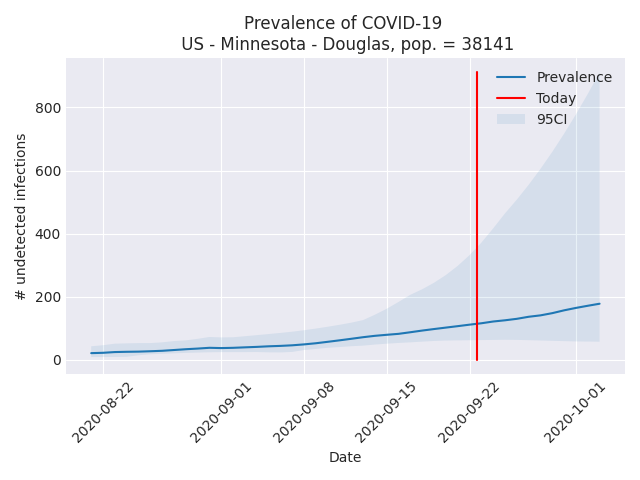 Prevalence of COVID-19
US - Minnesota - Douglas, pop. = 38141
Prevalence
Today
95CI
800
600
400
200
0
# undetected infections
2020-08-22
2020-09-01
2020-09-08
2020-09-15
2020-09-22
2020-10-01
Date